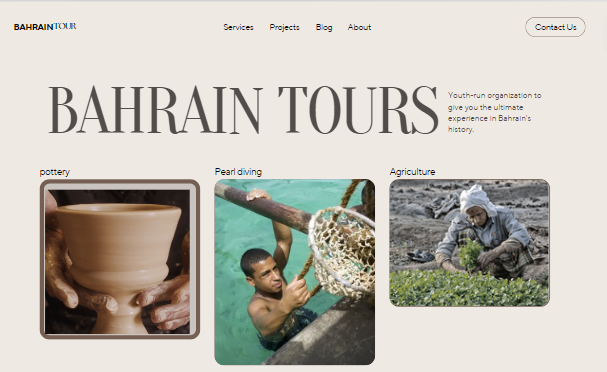 BAHRAINTOUR
Services Projects Blog About
Contact Us
BAHRAIN TOURS
Youth-run organization to
give you the ultimate
experience in Bahrain's
history.
pottery
Pearl diving
Agriculture